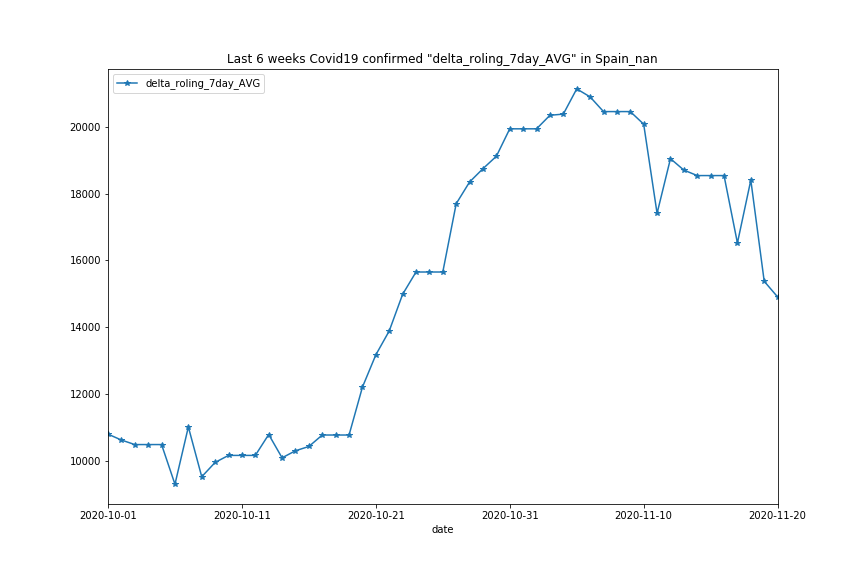 Last 6 weeks Covid19 confirmed "delta_roling_7day_AVG" in Spain_nan
delta_roling_7day_AVG
20000
18000
16000
14000
12000
10000
2020-10-01 2020-10-11 2020-10-21 2020-10-31 2020-11-10 2020-11-20
date